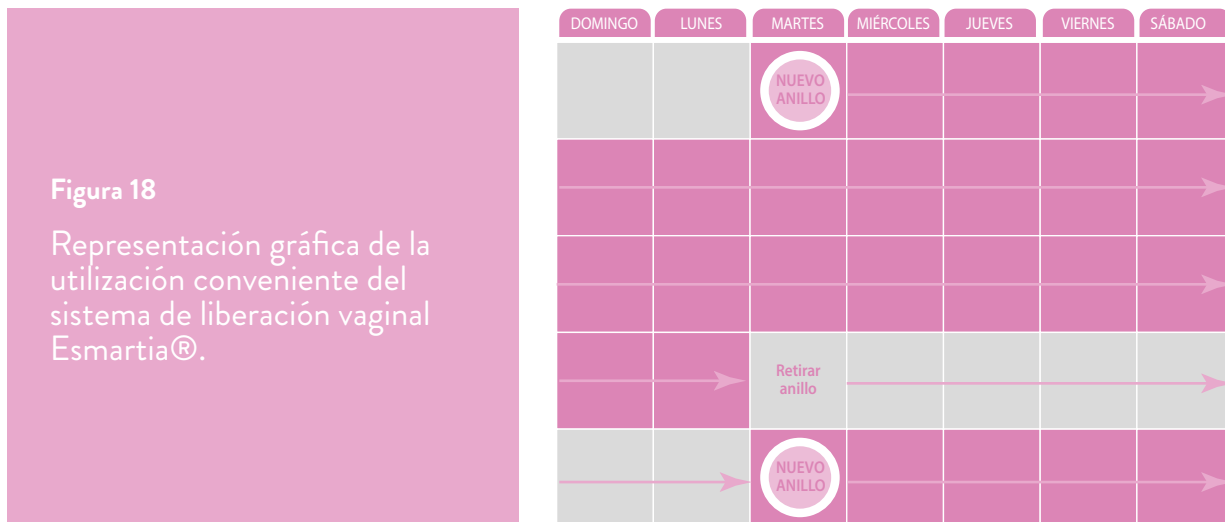 Figura 18
Representación gráfica de la
utilización conveniente del
sistema de liberación vaginal
Esmartia®.
DOMINGO LUNES MARTES MIÉRCOLES JUEVES VIERNES SÁBADO
NUEVO
ANILLO
Retirar
anillo
NUEVO
ANILLO